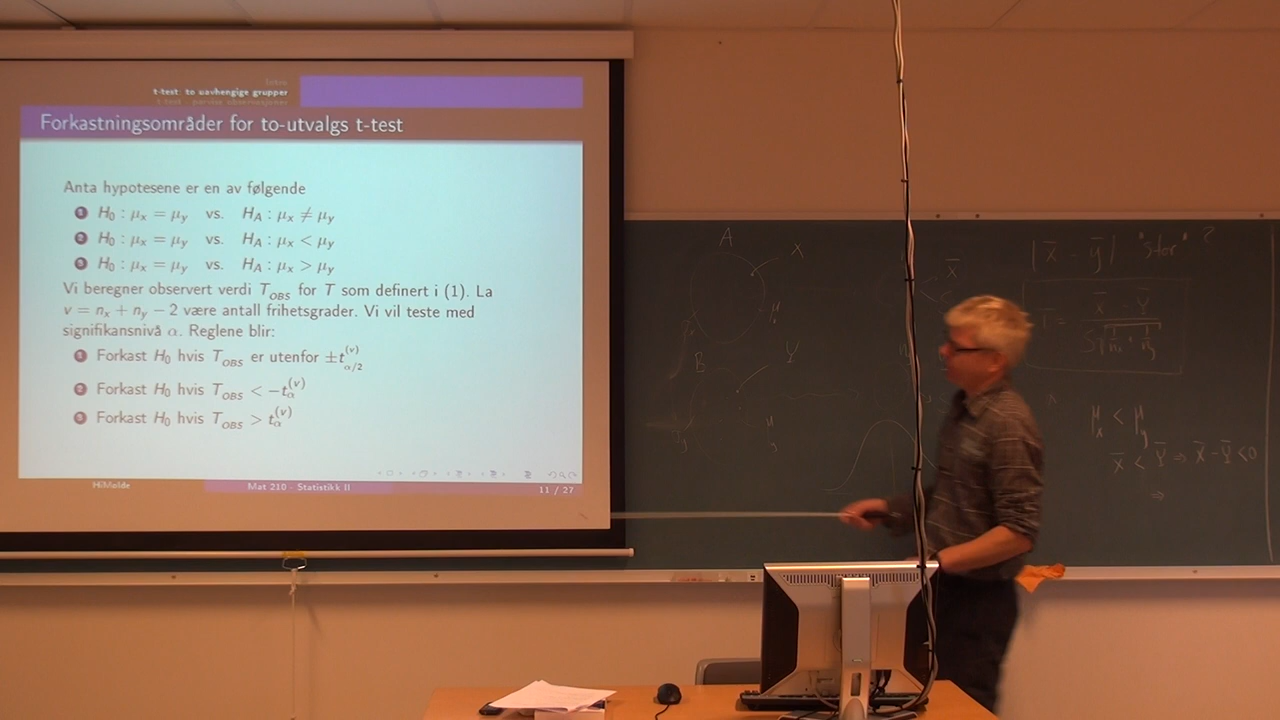 Intro
t-test: to uavhengige grupper
t-test : parvise observasjoner
Forkastningsområder for to-utvalgs t-test
Anta hypotesene er en av følgende
1 H₀ : μₓ = μᵧ vs. H_A : μₓ ≠ μᵧ
2 H₀ : μₓ = μᵧ vs. H_A : μₓ < μᵧ
3 H₀ : μₓ = μᵧ vs. H_A : μₓ > μᵧ
Vi beregner observert verdi T_OBS for T som definert i (1). La
v = nₓ + nᵧ − 2 være antall frihetsgrader. Vi vil teste med
signifikansnivå α. Reglene blir:
1 Forkast H₀ hvis T_OBS er utenfor ±t_{α/2}^{(v)}
2 Forkast H₀ hvis T_OBS < −t_α^{(v)}
3 Forkast H₀ hvis T_OBS > t_α^{(v)}
HiMolde Mat 210 - Statistikk II 11 / 27
A
X
B
Y
X̄
|X̄ - ȳ| "stor" ?
μₓ < μᵧ
X̄ < Ȳ ⇒ X̄ - Ȳ < 0
⇒